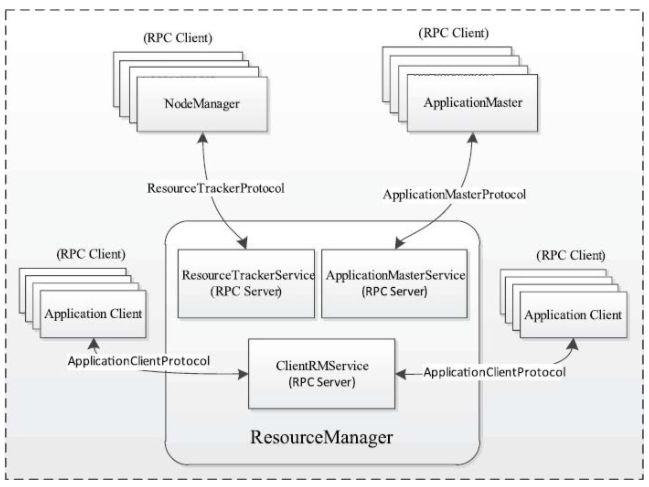 (RPC Client)
(RPC Client)
NodeManager
ApplicationMaster
ResourceTrackerProtocol
ApplicationMasterProtocol
(RPC Client)
Application Client
ResourceTrackerService
(RPC Server)
ApplicationMasterService
(RPC Server)
(RPC Client)
Application Client
ApplicationClientProtocol
ClientRMService
(RPC Server)
ApplicationClientProtocol
ResourceManager